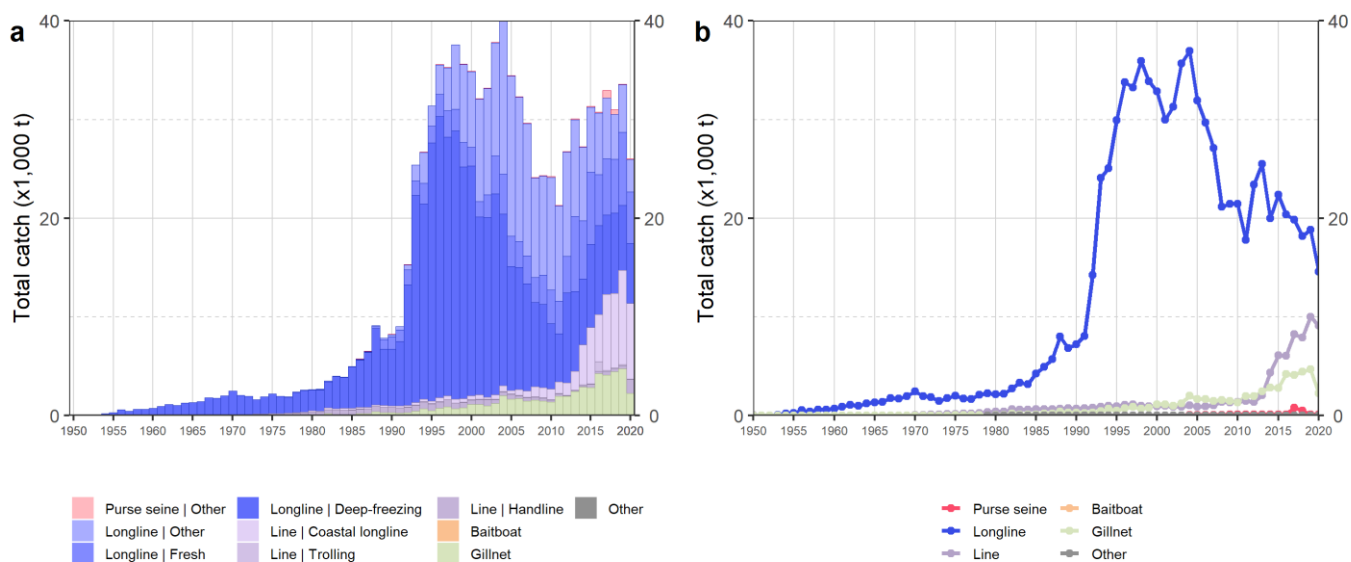 a
b
40
40
40
40
20
20
20
20
0
0
0
0
Total catch (x1,000 t)
Total catch (x1,000 t)
1950 1955 1960 1965 1970 1975 1980 1985 1990 1995 2000 2005 2010 2015 2020
1950 1955 1960 1965 1970 1975 1980 1985 1990 1995 2000 2005 2010 2015 2020
Purse seine | Other
Longline | Deep-freezing
Line | Handline
Other
Longline | Other
Line | Coastal longline
Baitboat
Longline | Fresh
Line | Trolling
Gillnet
Purse seine
Baitboat
Longline
Gillnet
Line
Other